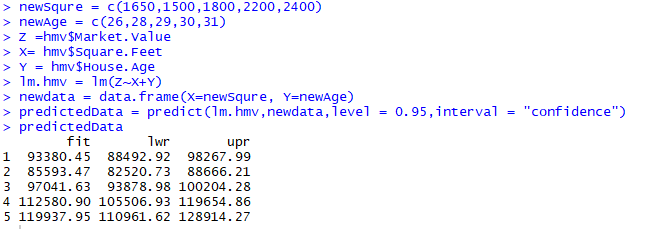 > newSqure = c(1650,1500,1800,2200,2400)
> newAge = c(26,28,29,30,31)
> Z =hmv$Market.Value
> X= hmv$Square.Feet
> Y = hmv$House.Age
> lm.hmv = lm(Z~X+Y)
> newdata = data.frame(X=newSqure, Y=newAge)
> predictedData = predict(lm.hmv,newdata,level = 0.95,interval = "confidence")
> predictedData
fit lwr upr
1 93380.45 88492.92 98267.99
2 85593.47 82520.73 88666.21
3 97041.63 93878.98 100204.28
4 112580.90 105506.93 119654.86
5 119937.95 110961.62 128914.27